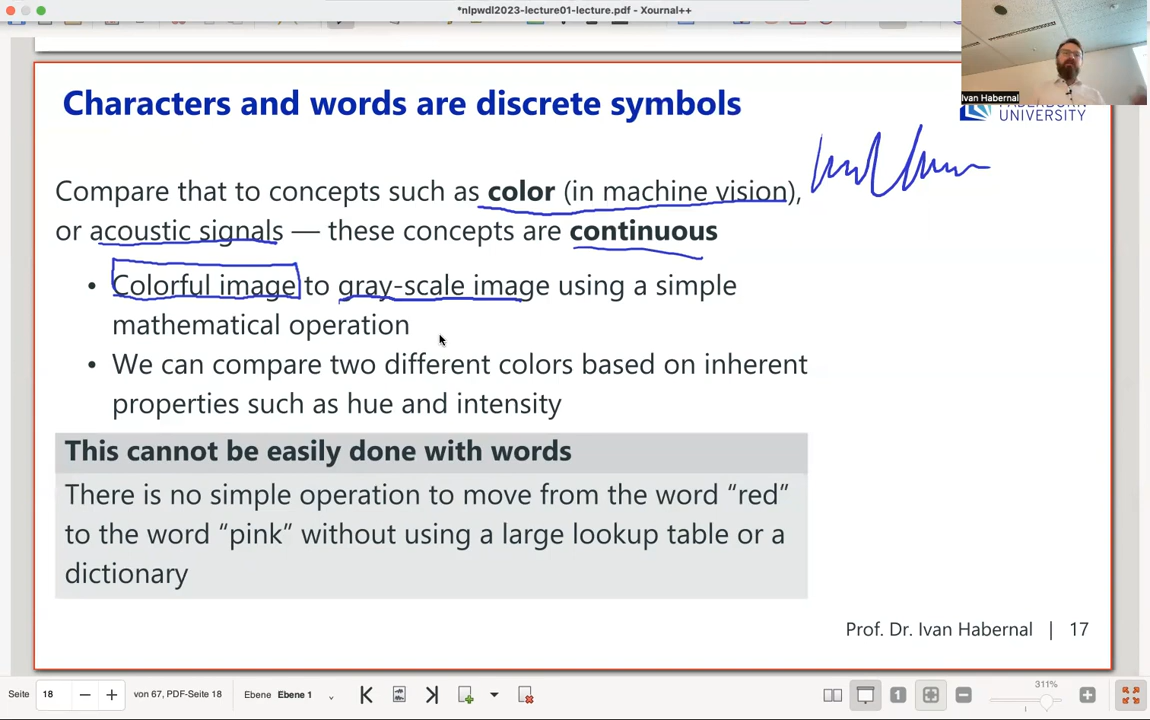 *nlpwdl2023-lecture01-lecture.pdf - Xournal++
Ivan Habernal
Characters and words are discrete symbols
UNIVERSITY
Compare that to concepts such as color (in machine vision),
or acoustic signals — these concepts are continuous
• Colorful image to gray-scale image using a simple
mathematical operation
• We can compare two different colors based on inherent
properties such as hue and intensity
This cannot be easily done with words
There is no simple operation to move from the word “red”
to the word “pink” without using a large lookup table or a
dictionary
Prof. Dr. Ivan Habernal | 17
Seite 18 von 67, PDF-Seite 18 Ebene Ebene 1 1 311%